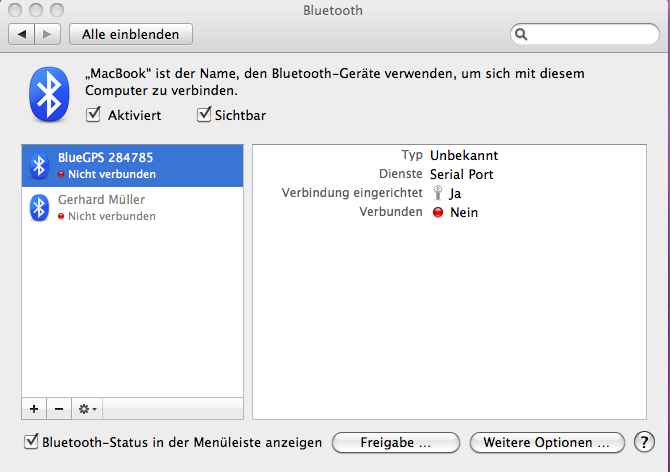 Bluetooth
Alle einblenden
„MacBook“ ist der Name, den Bluetooth-Geräte verwenden, um sich mit diesem
Computer zu verbinden.
Aktiviert Sichtbar
BlueGPS 284785
Nicht verbunden
Gerhard Müller
Nicht verbunden
Typ Unbekannt
Dienste Serial Port
Verbindung eingerichtet Ja
Verbunden Nein
Bluetooth-Status in der Menüleiste anzeigen Freigabe ... Weitere Optionen ... ?